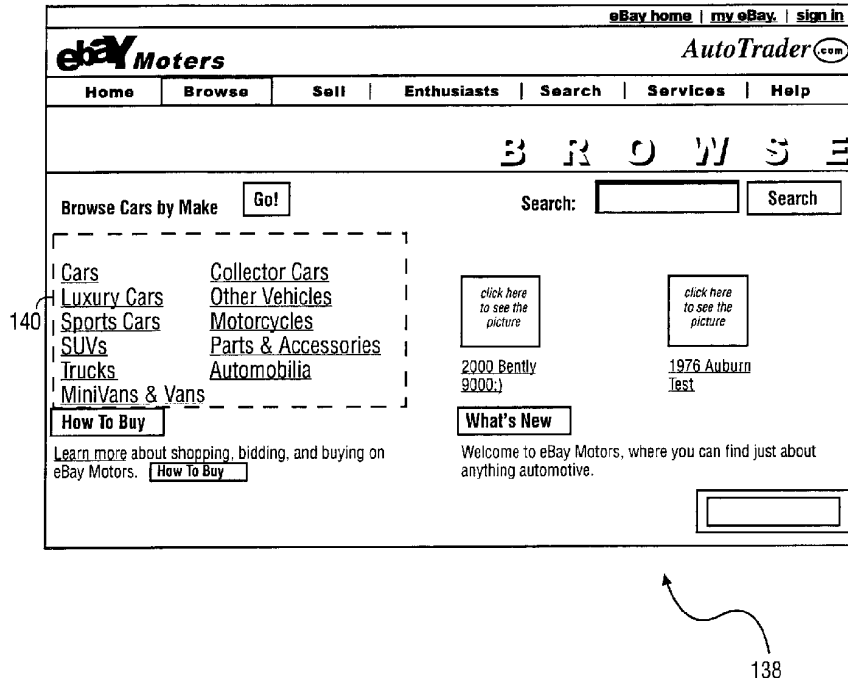 eBay home | my eBay. | sign in
ebaY Moters
AutoTrader.com
Home | Browse | Sell | Enthusiasts | Search | Services | Help
BROWSE
Browse Cars by Make Go! Search: Search
Cars Collector Cars
140 Luxury Cars Other Vehicles
Sports Cars Motorcycles
SUVs Parts & Accessories
Trucks Automobilia
MiniVans & Vans
click here
to see the
picture
2000 Bently
9000:)
click here
to see the
picture
1976 Auburn
Test
How To Buy
Learn more about shopping, bidding, and buying on
eBay Motors. How To Buy
What's New
Welcome to eBay Motors, where you can find just about
anything automotive.
138